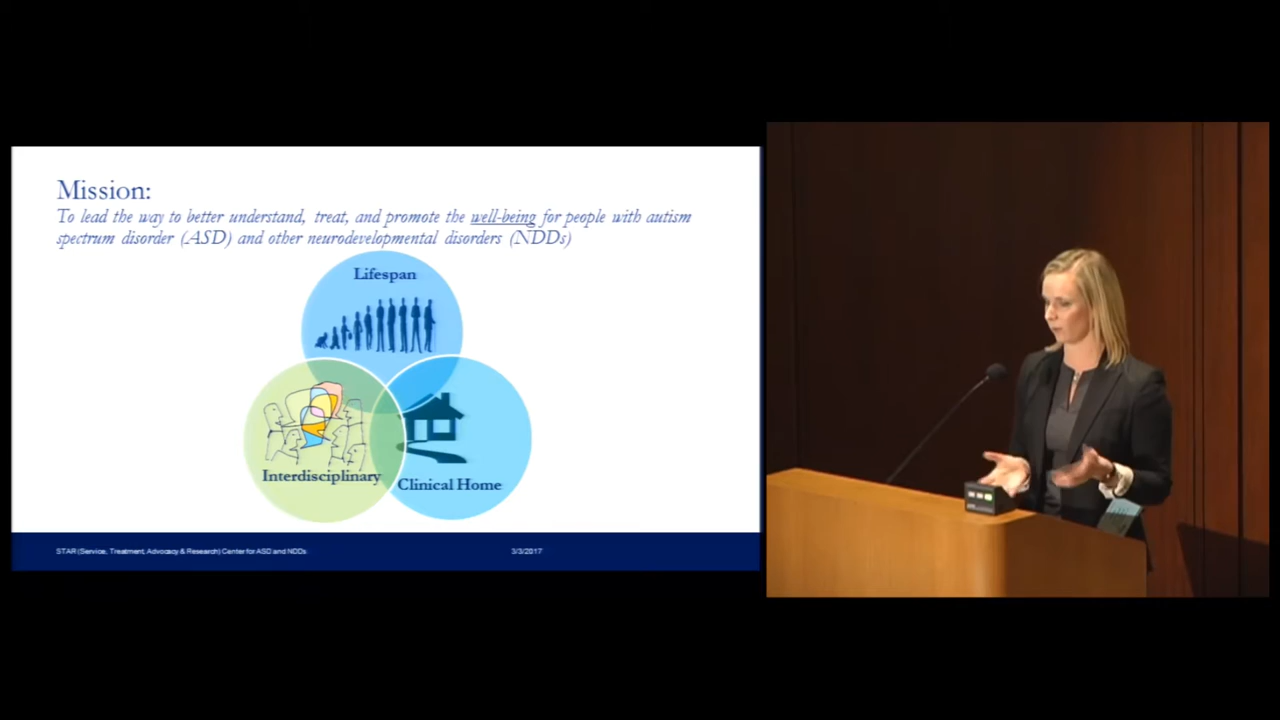 Mission:
To lead the way to better understand, treat, and promote the well-being for people with autism
spectrum disorder (ASD) and other neurodevelopmental disorders (NDDs)
Lifespan
Interdisciplinary
Clinical Home
STAR (Service, Treatment, Advocacy & Research) Center for ASD and NDDs
3/3/2017